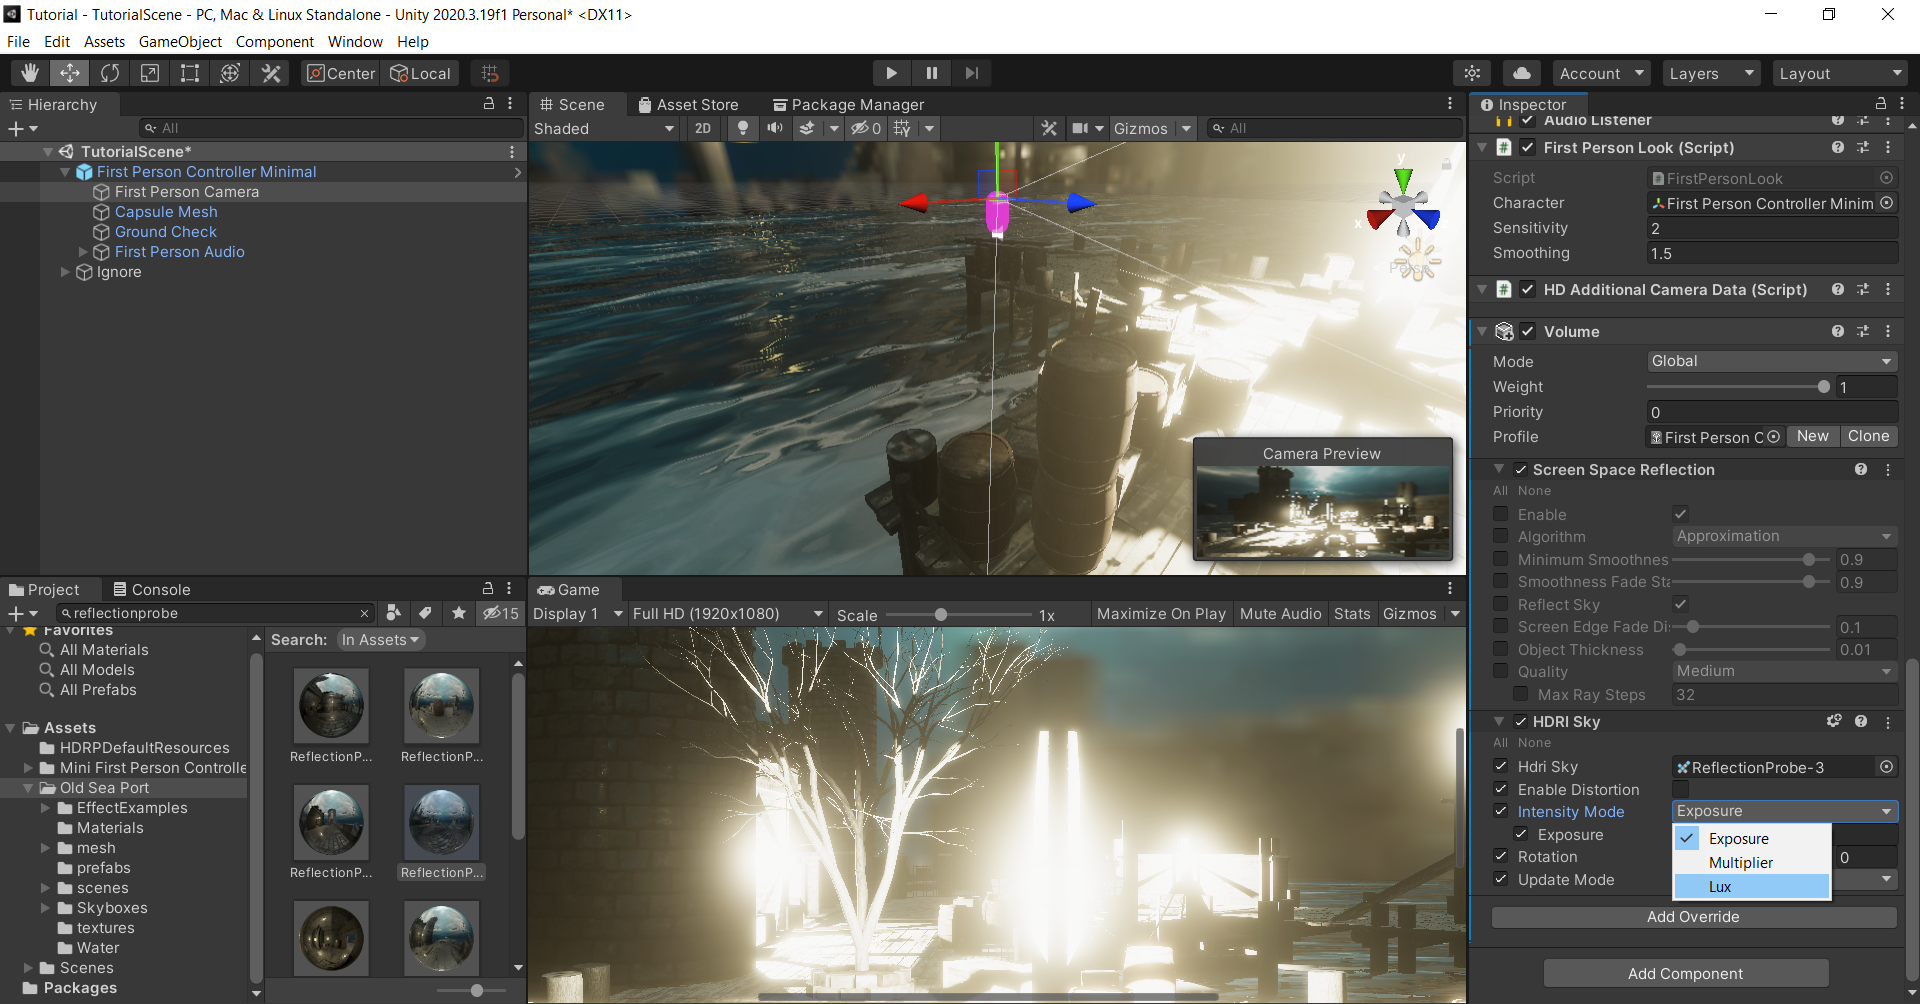 Tutorial - TutorialScene - PC, Mac & Linux Standalone - Unity 2020.3.19f1 Personal* <DX11>
File Edit Assets GameObject Component Window Help
Center Local Account Layers Layout
Hierarchy
All
TutorialScene*
First Person Controller Minimal
First Person Camera
Capsule Mesh
Ground Check
First Person Audio
Ignore
Scene Asset Store Package Manager
Shaded 2D 0 Gizmos All
y
x
Persp
Camera Preview
Project Console
reflectionprobe 15
Favorites
All Materials
All Models
All Prefabs
Assets
HDRPDefaultResources
Mini First Person Controlle
Old Sea Port
EffectExamples
Materials
mesh
prefabs
scenes
Skyboxes
textures
Water
Scenes
Packages
Search: In Assets
ReflectionP... ReflectionP...
ReflectionP... ReflectionP...
Game
Display 1 Full HD (1920x1080) Scale 1x Maximize On Play Mute Audio Stats Gizmos
Inspector
Audio Listener
First Person Look (Script)
Script FirstPersonLook
Character First Person Controller Minim
Sensitivity 2
Smoothing 1.5
HD Additional Camera Data (Script)
Volume
Mode Global
Weight 1
Priority 0
Profile First Person C New Clone
Screen Space Reflection
All None
Enable
Algorithm Approximation
Minimum Smoothnes 0.9
Smoothness Fade Sta 0.9
Reflect Sky
Screen Edge Fade Di 0.1
Object Thickness 0.01
Quality Medium
Max Ray Steps 32
HDRI Sky
All None
Hdri Sky ReflectionProbe-3
Enable Distortion
Intensity Mode Exposure
Exposure
Rotation 0
Update Mode
Exposure
Multiplier
Lux
Add Override
Add Component